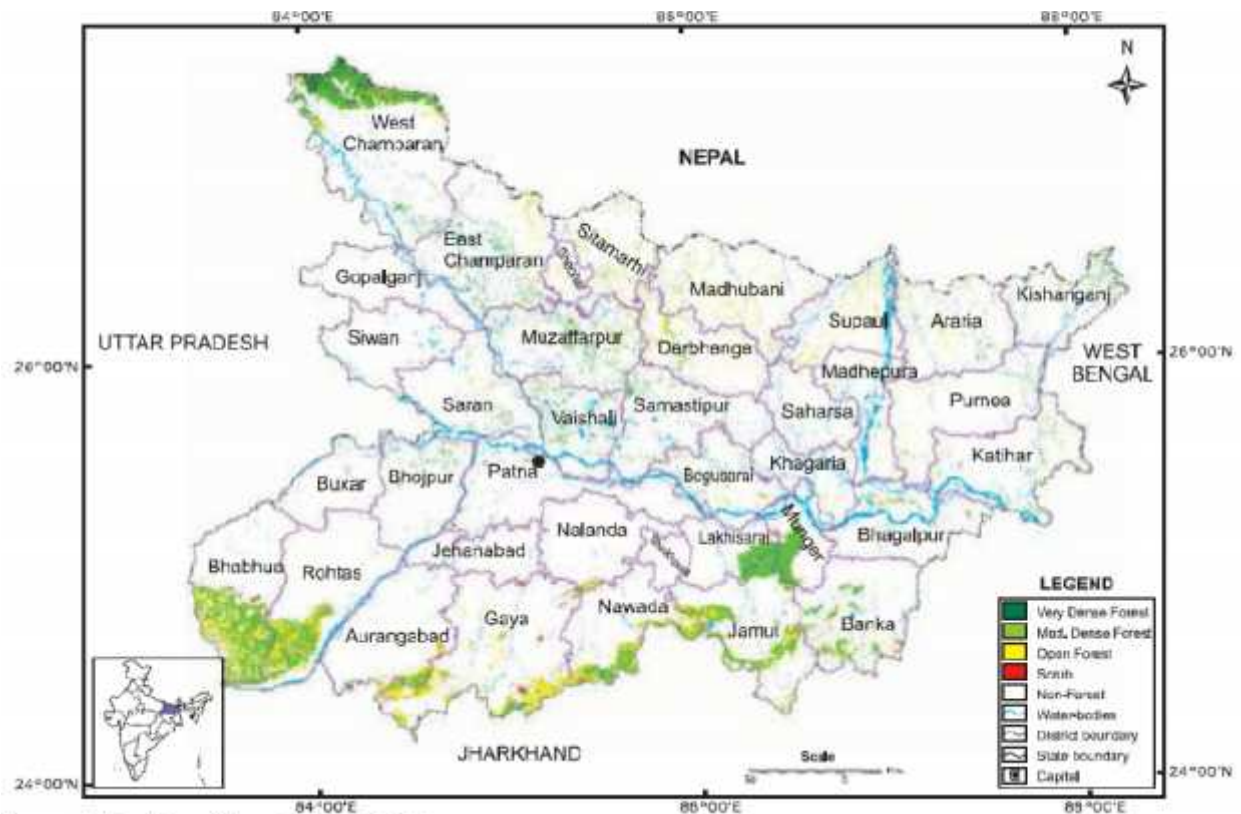 84°00'E
86°00'E
88°00'E
N
West
Champaran
NEPAL
East
Champaran
Sitamarhi
Gopalganj
Madhubani
Kishanganj
Supaul
Araria
UTTAR PRADESH
Siwan
Muzaffarpur
Darbhanga
26°00'N
26°00'N
WEST
BENGAL
Madhepura
Saran
Vaishali
Samastipur
Saharsa
Purnea
Katihar
Buxar
Bhojpur
Patna
Begusarai
Khagaria
Nalanda
Lakhisarai
Munger
Bhagalpur
Jehanabad
Bhabhua
Rohtas
Aurangabad
Gaya
Nawada
Jamui
Banka
LEGEND
Very Dense Forest
Mod. Dense Forest
Open Forest
Scrub
Non-Forest
Water-bodies
District boundary
State boundary
Capital
JHARKHAND
Scale
24°00'N
24°00'N
84°00'E
86°00'E